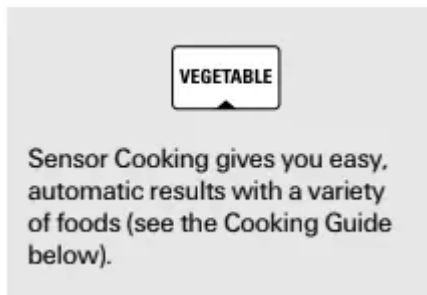 VEGETABLE
Sensor Cooking gives you easy,
automatic results with a variety
of foods (see the Cooking Guide
below).